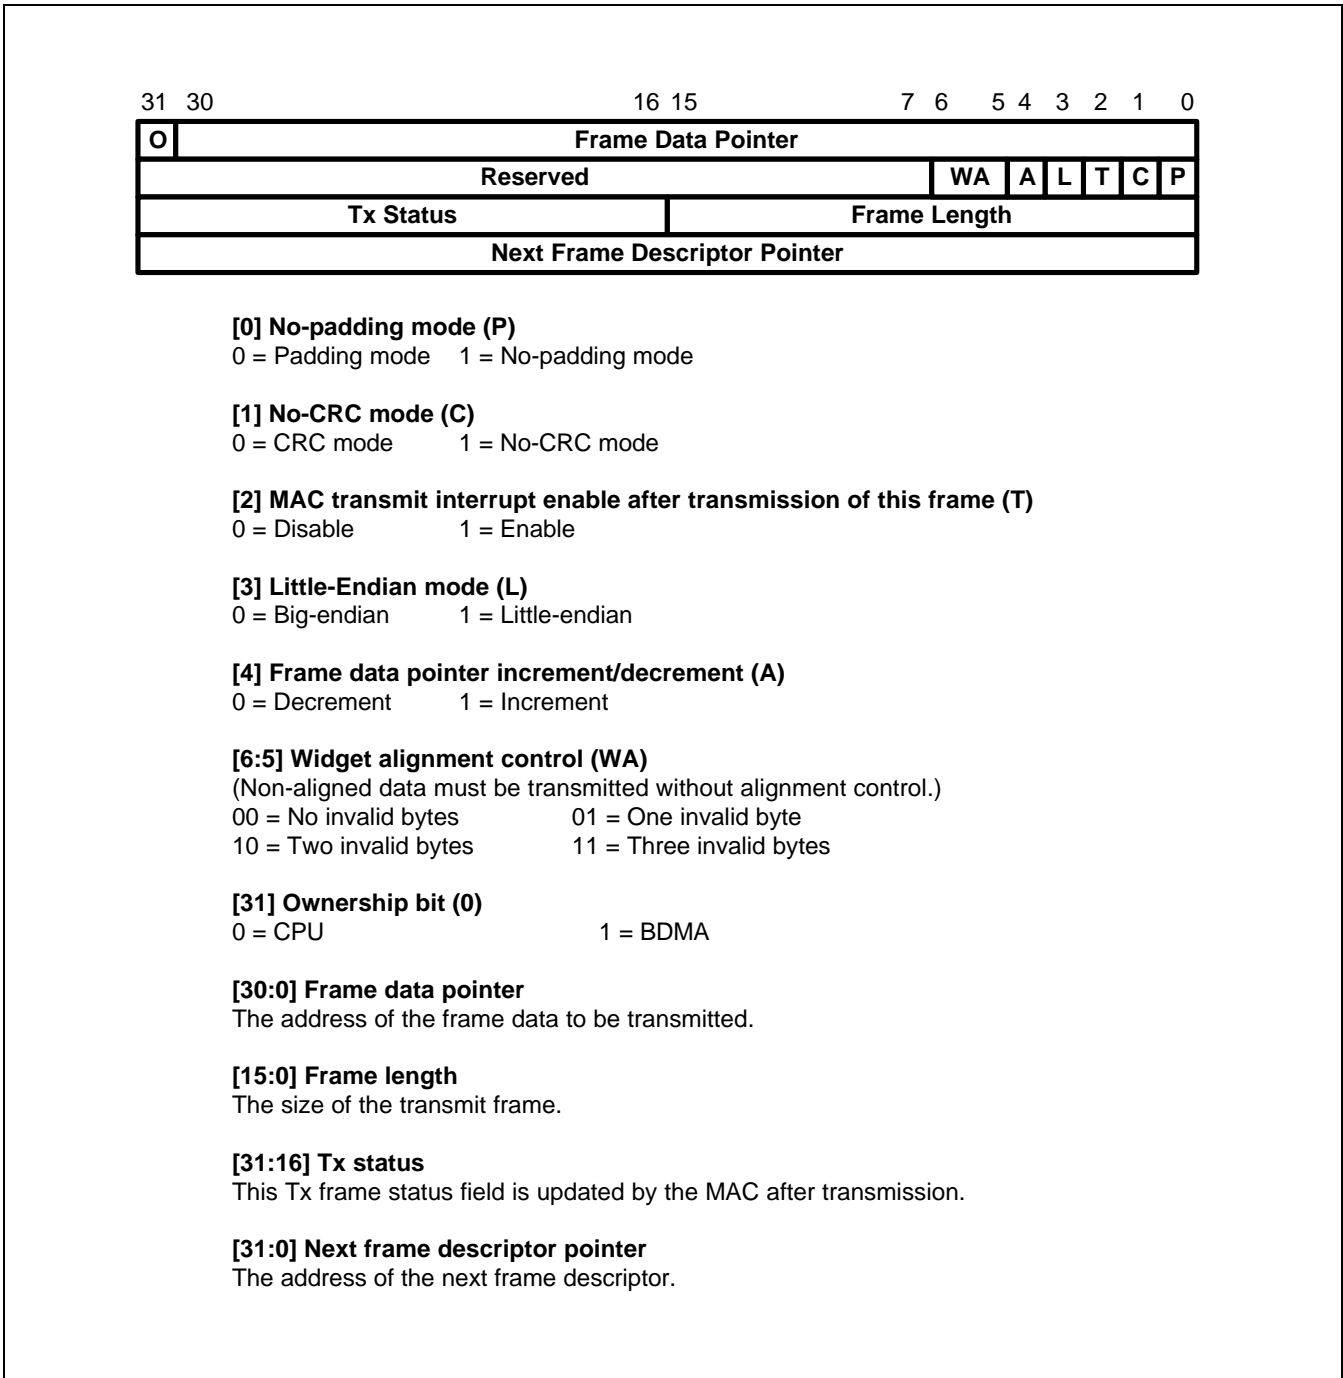 31 30 16 15 7 6 5 4 3 2 1 0
O Frame Data Pointer
Reserved WA A L T C P
Tx Status Frame Length
Next Frame Descriptor Pointer
[0] No-padding mode (P)
0 = Padding mode 1 = No-padding mode
[1] No-CRC mode (C)
0 = CRC mode 1 = No-CRC mode
[2] MAC transmit interrupt enable after transmission of this frame (T)
0 = Disable 1 = Enable
[3] Little-Endian mode (L)
0 = Big-endian 1 = Little-endian
[4] Frame data pointer increment/decrement (A)
0 = Decrement 1 = Increment
[6:5] Widget alignment control (WA)
(Non-aligned data must be transmitted without alignment control.)
00 = No invalid bytes 01 = One invalid byte
10 = Two invalid bytes 11 = Three invalid bytes
[31] Ownership bit (0)
0 = CPU 1 = BDMA
[30:0] Frame data pointer
The address of the frame data to be transmitted.
[15:0] Frame length
The size of the transmit frame.
[31:16] Tx status
This Tx frame status field is updated by the MAC after transmission.
[31:0] Next frame descriptor pointer
The address of the next frame descriptor.